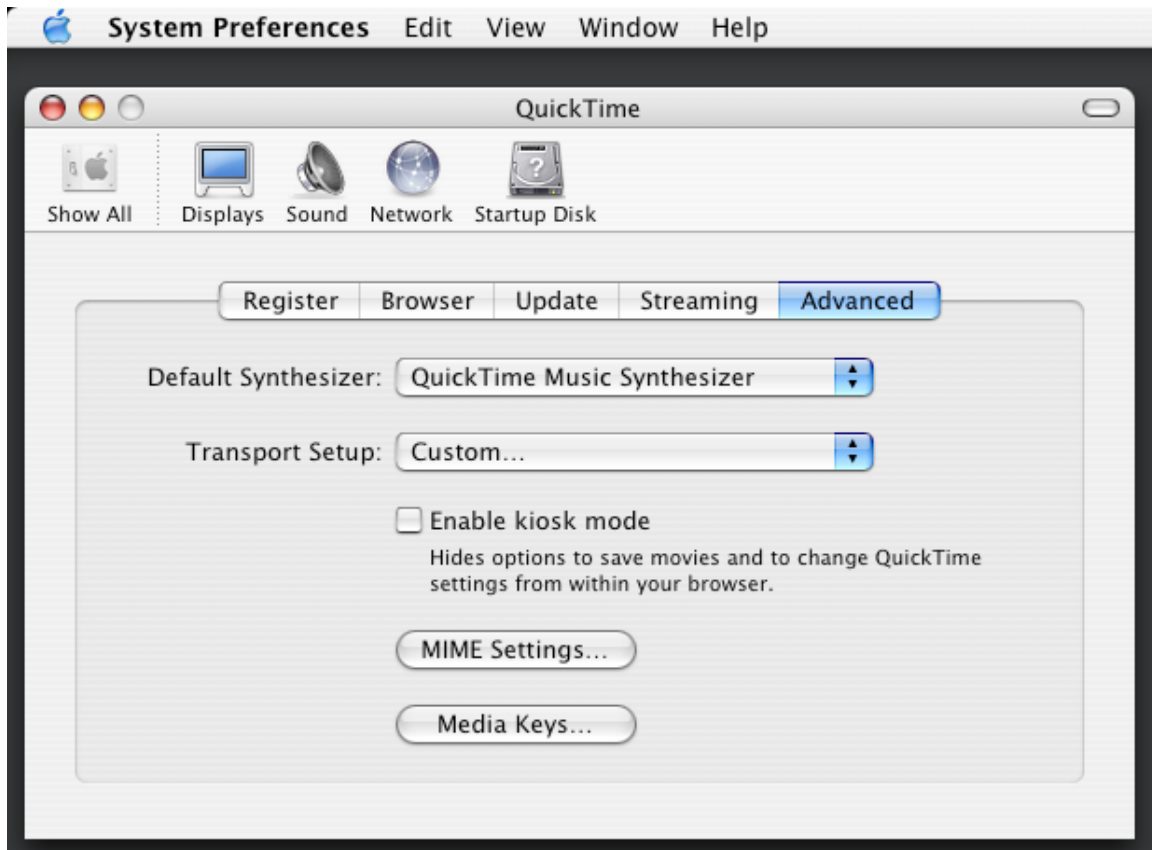 System Preferences Edit View Window Help
QuickTime
Show All Displays Sound Network Startup Disk
Register Browser Update Streaming Advanced
Default Synthesizer: QuickTime Music Synthesizer
Transport Setup: Custom...
Enable kiosk mode
Hides options to save movies and to change QuickTime
settings from within your browser.
MIME Settings...
Media Keys...